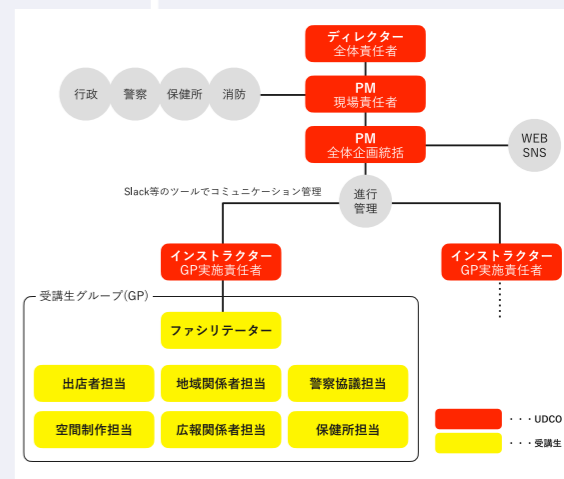 ディレクター
全体責任者
行政
警察
保健所
消防
PM
現場責任者
PM
全体企画統括
WEB
SNS
Slack等のツールでコミュニケーション管理
進行
管理
インストラクター
GP実施責任者
インストラクター
GP実施責任者
受講生グループ(GP)
ファシリテーター
出店者担当
地域関係者担当
警察協議担当
空間制作担当
広報関係者担当
保健所担当
・・・UDCO
・・・受講生